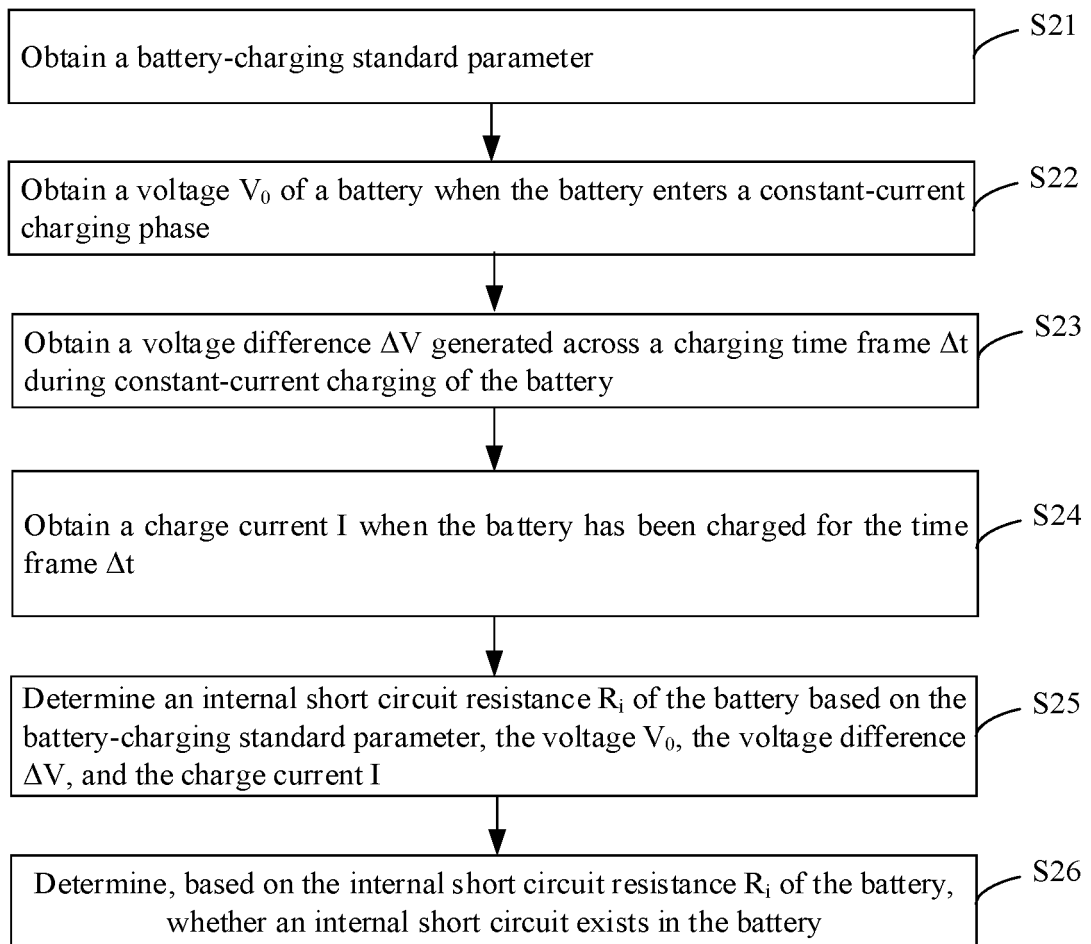 S21
Obtain a battery-charging standard parameter
S22
Obtain a voltage V₀ of a battery when the battery enters a constant-current
charging phase
S23
Obtain a voltage difference ΔV generated across a charging time frame Δt
during constant-current charging of the battery
S24
Obtain a charge current I when the battery has been charged for the time
frame Δt
S25
Determine an internal short circuit resistance Rᵢ of the battery based on the
battery-charging standard parameter, the voltage V₀, the voltage difference
ΔV, and the charge current I
S26
Determine, based on the internal short circuit resistance Rᵢ of the battery,
whether an internal short circuit exists in the battery